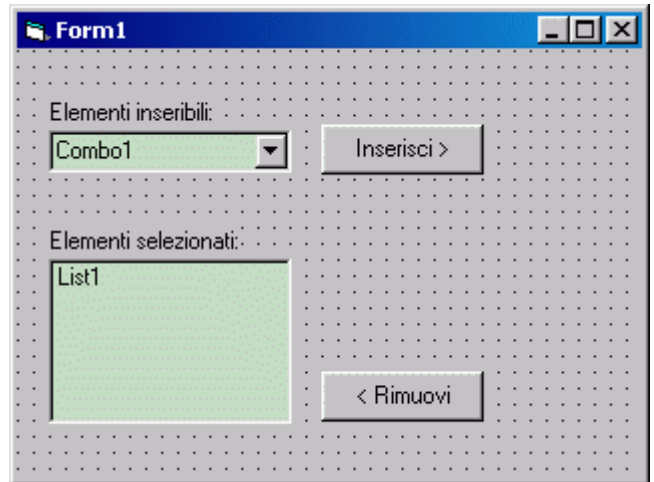 Form1
Elementi inseribili:
Combo1
Inserisci >
Elementi selezionati:
List1
< Rimuovi